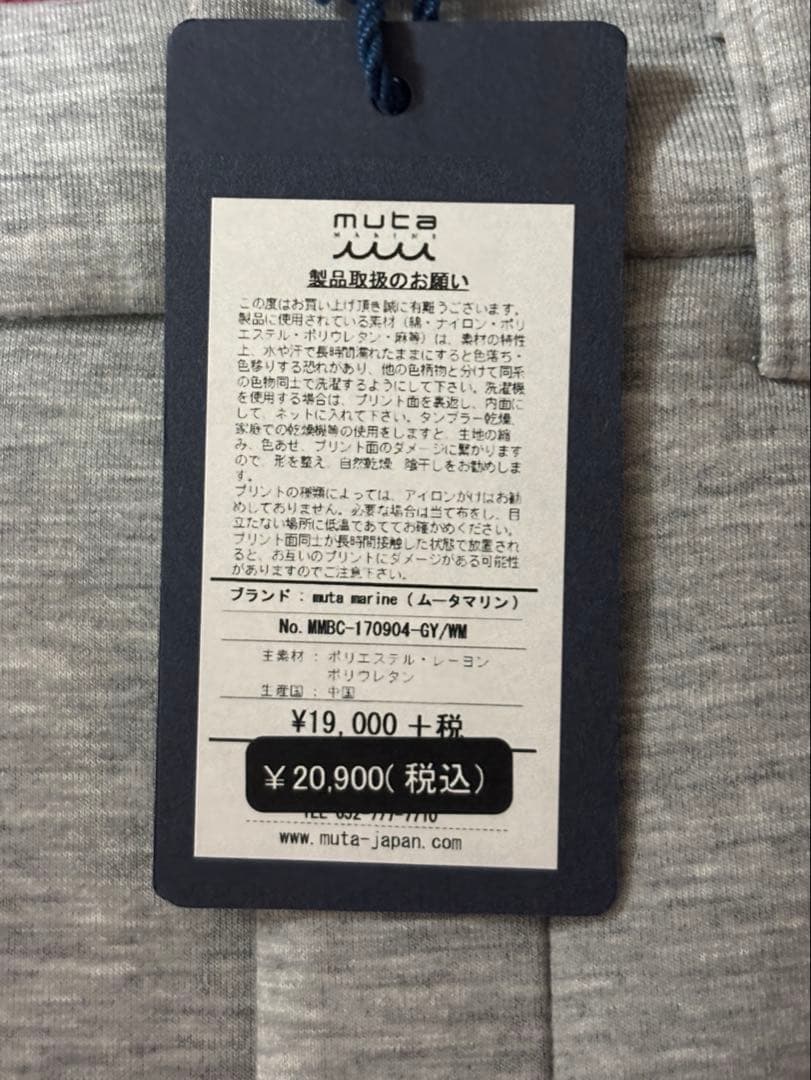 muta
MARINE
製品取扱のお願い
この度はお買い上げ頂き誠に有難うございます。
製品に使用されている素材（綿・ナイロン・ポリ
エステル・ポリウレタン・麻等）は、素材の特性
上、水や汗で長時間濡れたままにすると色落ち・
色移りする恐れがあり、他の色柄物と分けて同系
の色物同士で洗濯するようにして下さい。洗濯機
を使用する場合は、プリント面を裏返し、内面に
して、ネットに入れて下さい。タンブラー乾燥、
家庭での乾燥機等の使用をしますと、生地の縮
み、色あせ、プリント面のダメージに繋がります
ので、形を整え、自然乾燥、陰干しをお勧めしま
す。
プリントの種類によっては、アイロンがけはお勧
めしておりません。必要な場合は当て布をし、目
立たない場所に低温であててお確かめください。
プリント面同士が長時間接触した状態で放置され
ると、お互いのプリントにダメージがある可能性
がありますのでご注意下さい。
ブランド：muta marine（ムータマリン）
No. MMBC-170904-GY/WM
主素材：ポリエステル・レーヨン
ポリウレタン
生産国：中国
¥19,000 ＋税
￥20,900(税込)
TEL 052-777-7710
www.muta-japan.com